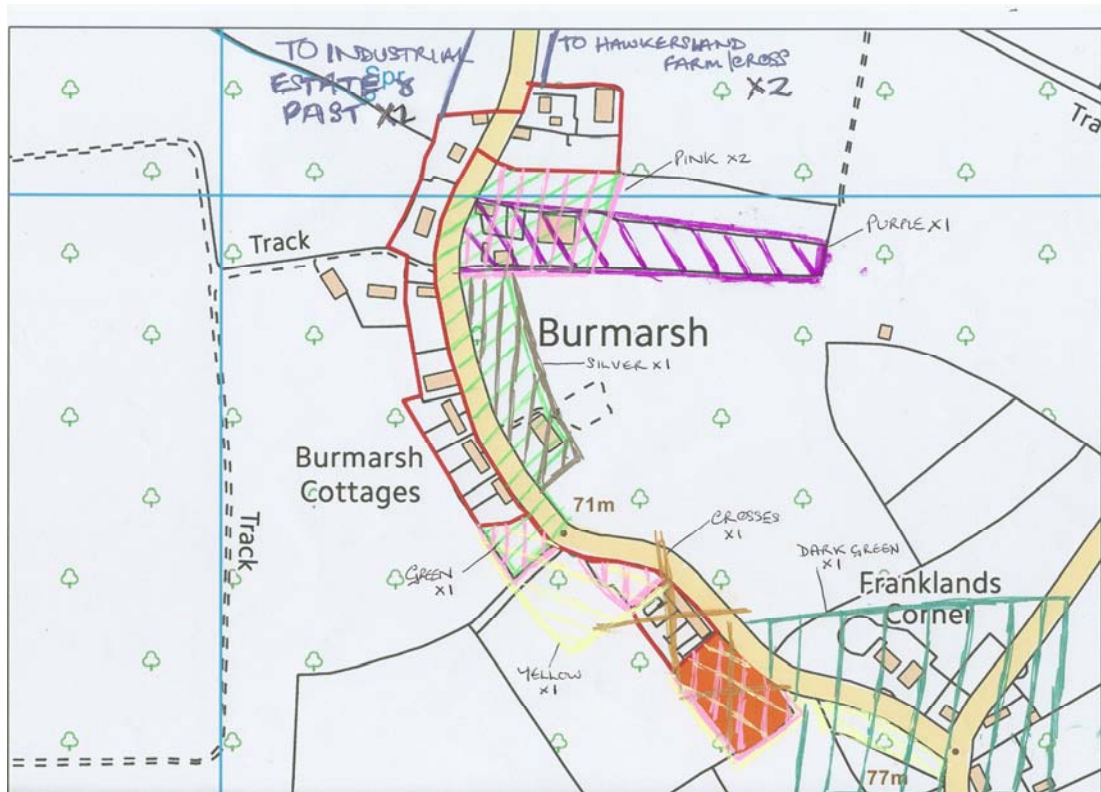 TO INDUSTRIAL
ESTATE &
PAST X2
Spr
TO HAWKERSLAND
FARM/CROSS
X2
Tra
PINK X2
PURPLE X1
Track
Burmarsh
SILVER X1
Burmarsh
Cottages
71m
CROSSES
X1
DARK GREEN
X1
Track
GREEN
X1
Franklands
Corner
YELLOW
X1
77m